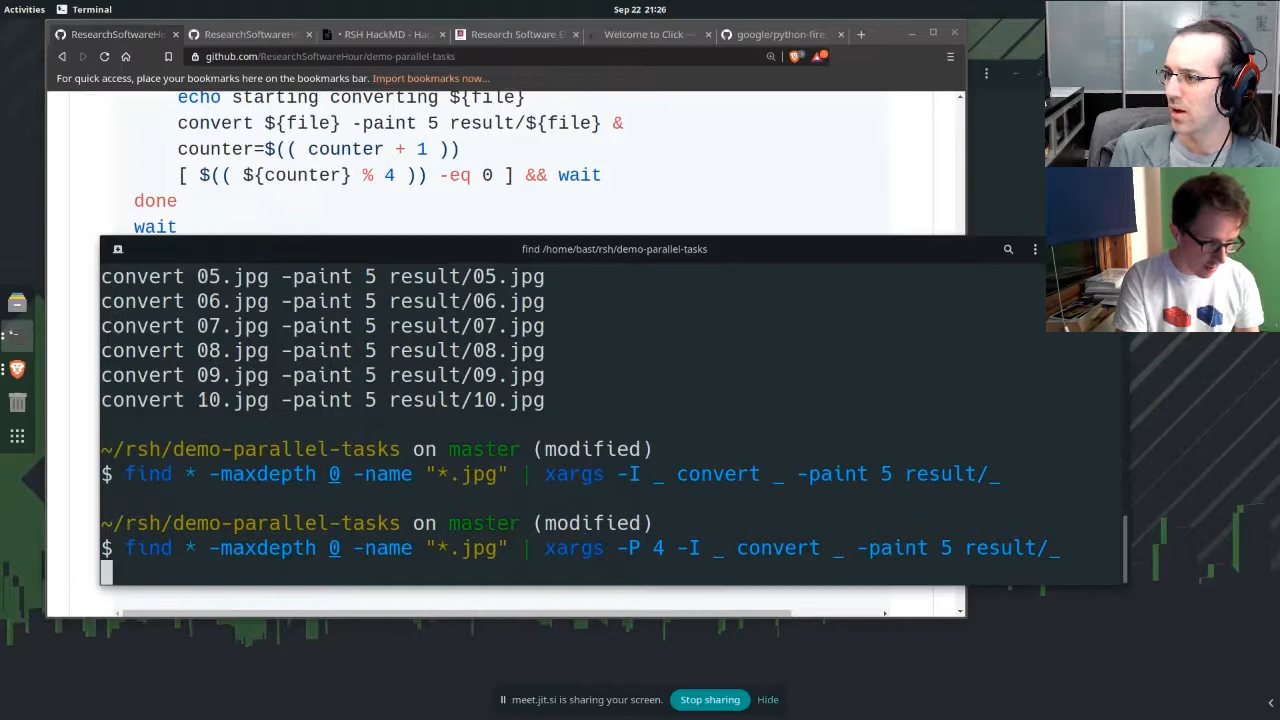 Activities
Terminal
Sep 22 21:26
ResearchSoftwareHo
ResearchSoftwareH
• RSH HackMD - Ha
Research Software E
Welcome to Click —
google/python-fire:
github.com/ResearchSoftwareHour/demo-parallel-tasks
For quick access, place your bookmarks here on the bookmarks bar. Import bookmarks now...
echo starting converting ${file}
convert ${file} -paint 5 result/${file} &
counter=$(( counter + 1 ))
[ $(( ${counter} % 4 )) -eq 0 ] && wait
done
wait
find /home/bast/rsh/demo-parallel-tasks
convert 05.jpg -paint 5 result/05.jpg
convert 06.jpg -paint 5 result/06.jpg
convert 07.jpg -paint 5 result/07.jpg
convert 08.jpg -paint 5 result/08.jpg
convert 09.jpg -paint 5 result/09.jpg
convert 10.jpg -paint 5 result/10.jpg
~/rsh/demo-parallel-tasks on master (modified)
$ find * -maxdepth 0 -name "*.jpg" | xargs -I _ convert _ -paint 5 result/_
~/rsh/demo-parallel-tasks on master (modified)
$ find * -maxdepth 0 -name "*.jpg" | xargs -P 4 -I _ convert _ -paint 5 result/_
meet.jit.si is sharing your screen.
Stop sharing
Hide